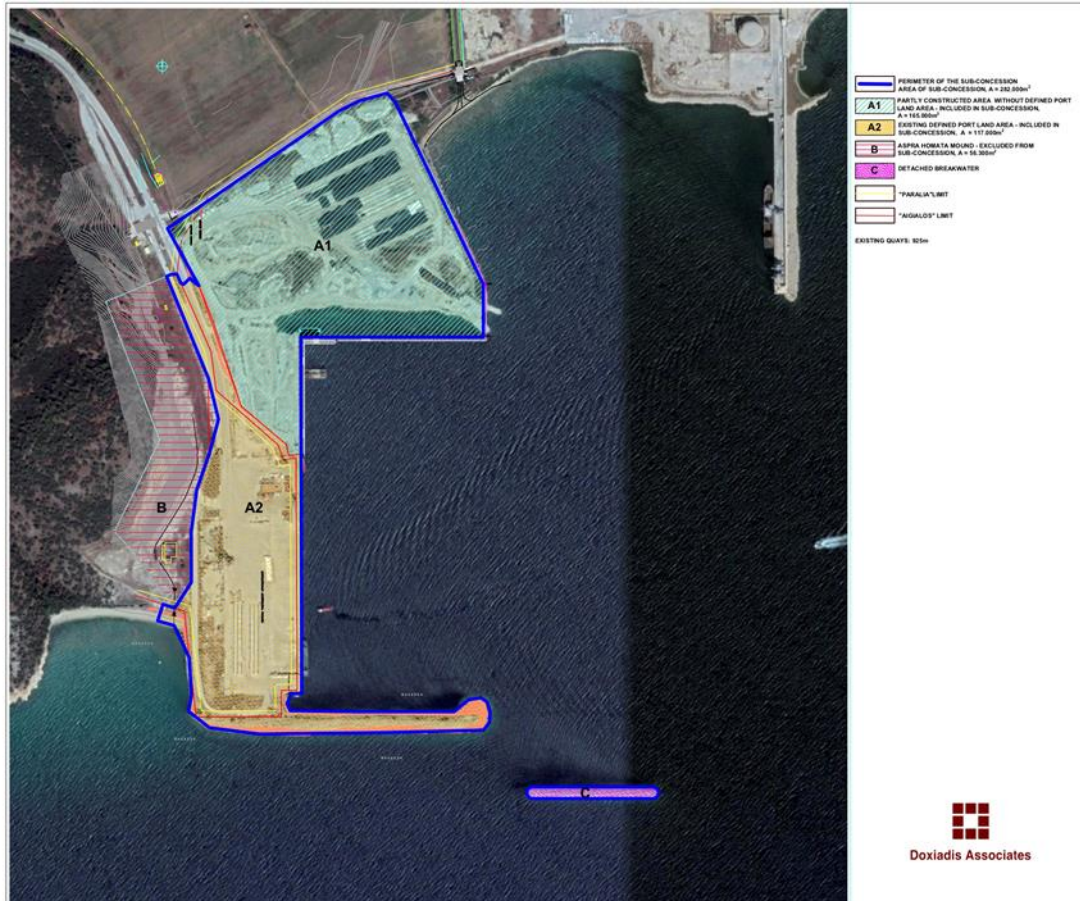 PERIMETER OF THE SUB-CONCESSION
AREA OF SUB-CONCESSION, A = 282.000m²
A1
PARTLY CONSTRUCTED AREA WITHOUT DEFINED PORT
LAND AREA - INCLUDED IN SUB-CONCESSION,
A = 165.000m²
A2
EXISTING DEFINED PORT LAND AREA - INCLUDED IN
SUB-CONCESSION, A = 117.000m²
B
ASPRA HOMATA MOUND - EXCLUDED FROM
SUB-CONCESSION, A = 56.300m²
C
DETACHED BREAKWATER
"PARALIA" LIMIT
"AIGIALOS" LIMIT
EXISTING QUAYS: 925m
A1
B
A2
C
Doxiadis Associates